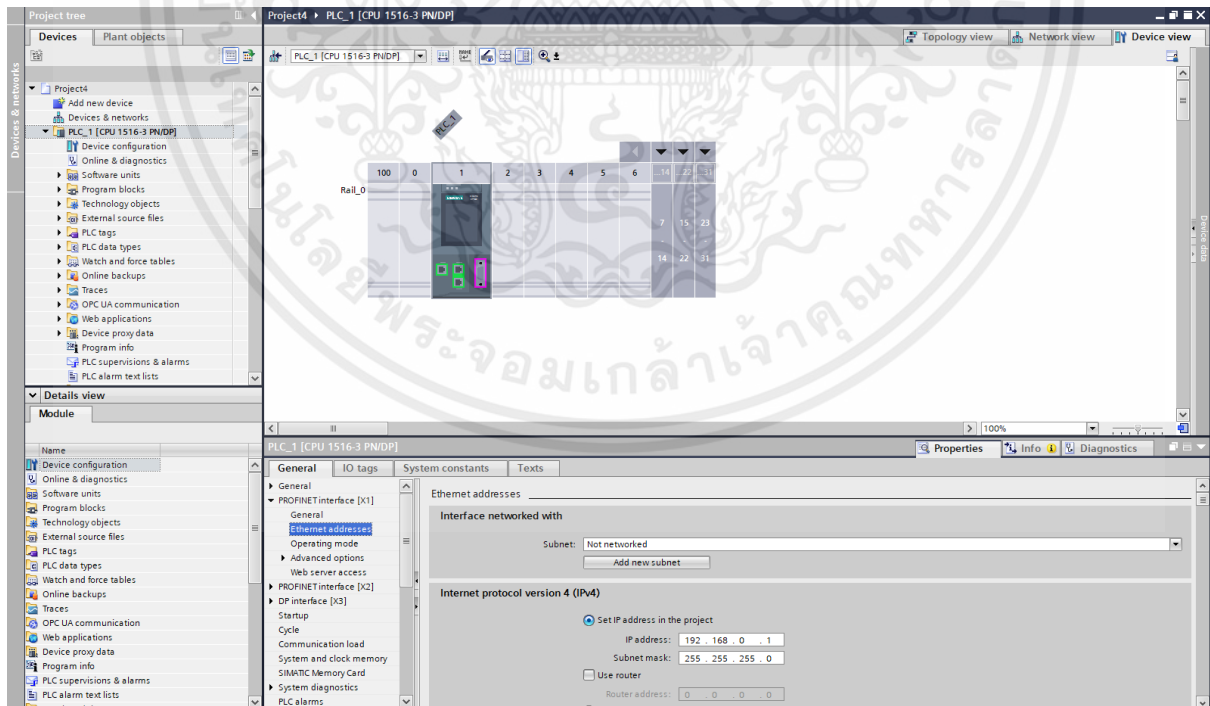 Project tree
Project4 ▸ PLC_1 [CPU 1516-3 PN/DP]
Devices
Plant objects
Topology view
Network view
Device view
PLC_1 [CPU 1516-3 PN/DP]
Devices & networks
Project4
Add new device
Devices & networks
PLC_1 [CPU 1516-3 PN/DP]
Device configuration
Online & diagnostics
Software units
Program blocks
Technology objects
External source files
PLC tags
PLC data types
Watch and force tables
Online backups
Traces
OPC UA communication
Web applications
Device proxy data
Program info
PLC supervisions & alarms
PLC alarm text lists
PLC_1
100 0 1 2 3 4 5 6 ...14 ...22 ...31
Rail_0
7 15 23
14 22 31
Device data
100%
Details view
Module
Name
Device configuration
Online & diagnostics
Software units
Program blocks
Technology objects
External source files
PLC tags
PLC data types
Watch and force tables
Online backups
Traces
OPC UA communication
Web applications
Device proxy data
Program info
PLC supervisions & alarms
PLC alarm text lists
PLC_1 [CPU 1516-3 PN/DP]
Properties
Info
Diagnostics
General
IO tags
System constants
Texts
General
PROFINET interface [X1]
General
Ethernet addresses
Operating mode
Advanced options
Web server access
PROFINET interface [X2]
DP interface [X3]
Startup
Cycle
Communication load
System and clock memory
SIMATIC Memory Card
System diagnostics
PLC alarms
Ethernet addresses
Interface networked with
Subnet: Not networked
Add new subnet
Internet protocol version 4 (IPv4)
Set IP address in the project
IP address: 192 . 168 . 0 . 1
Subnet mask: 255 . 255 . 255 . 0
Use router
Router address: 0 . 0 . 0 . 0